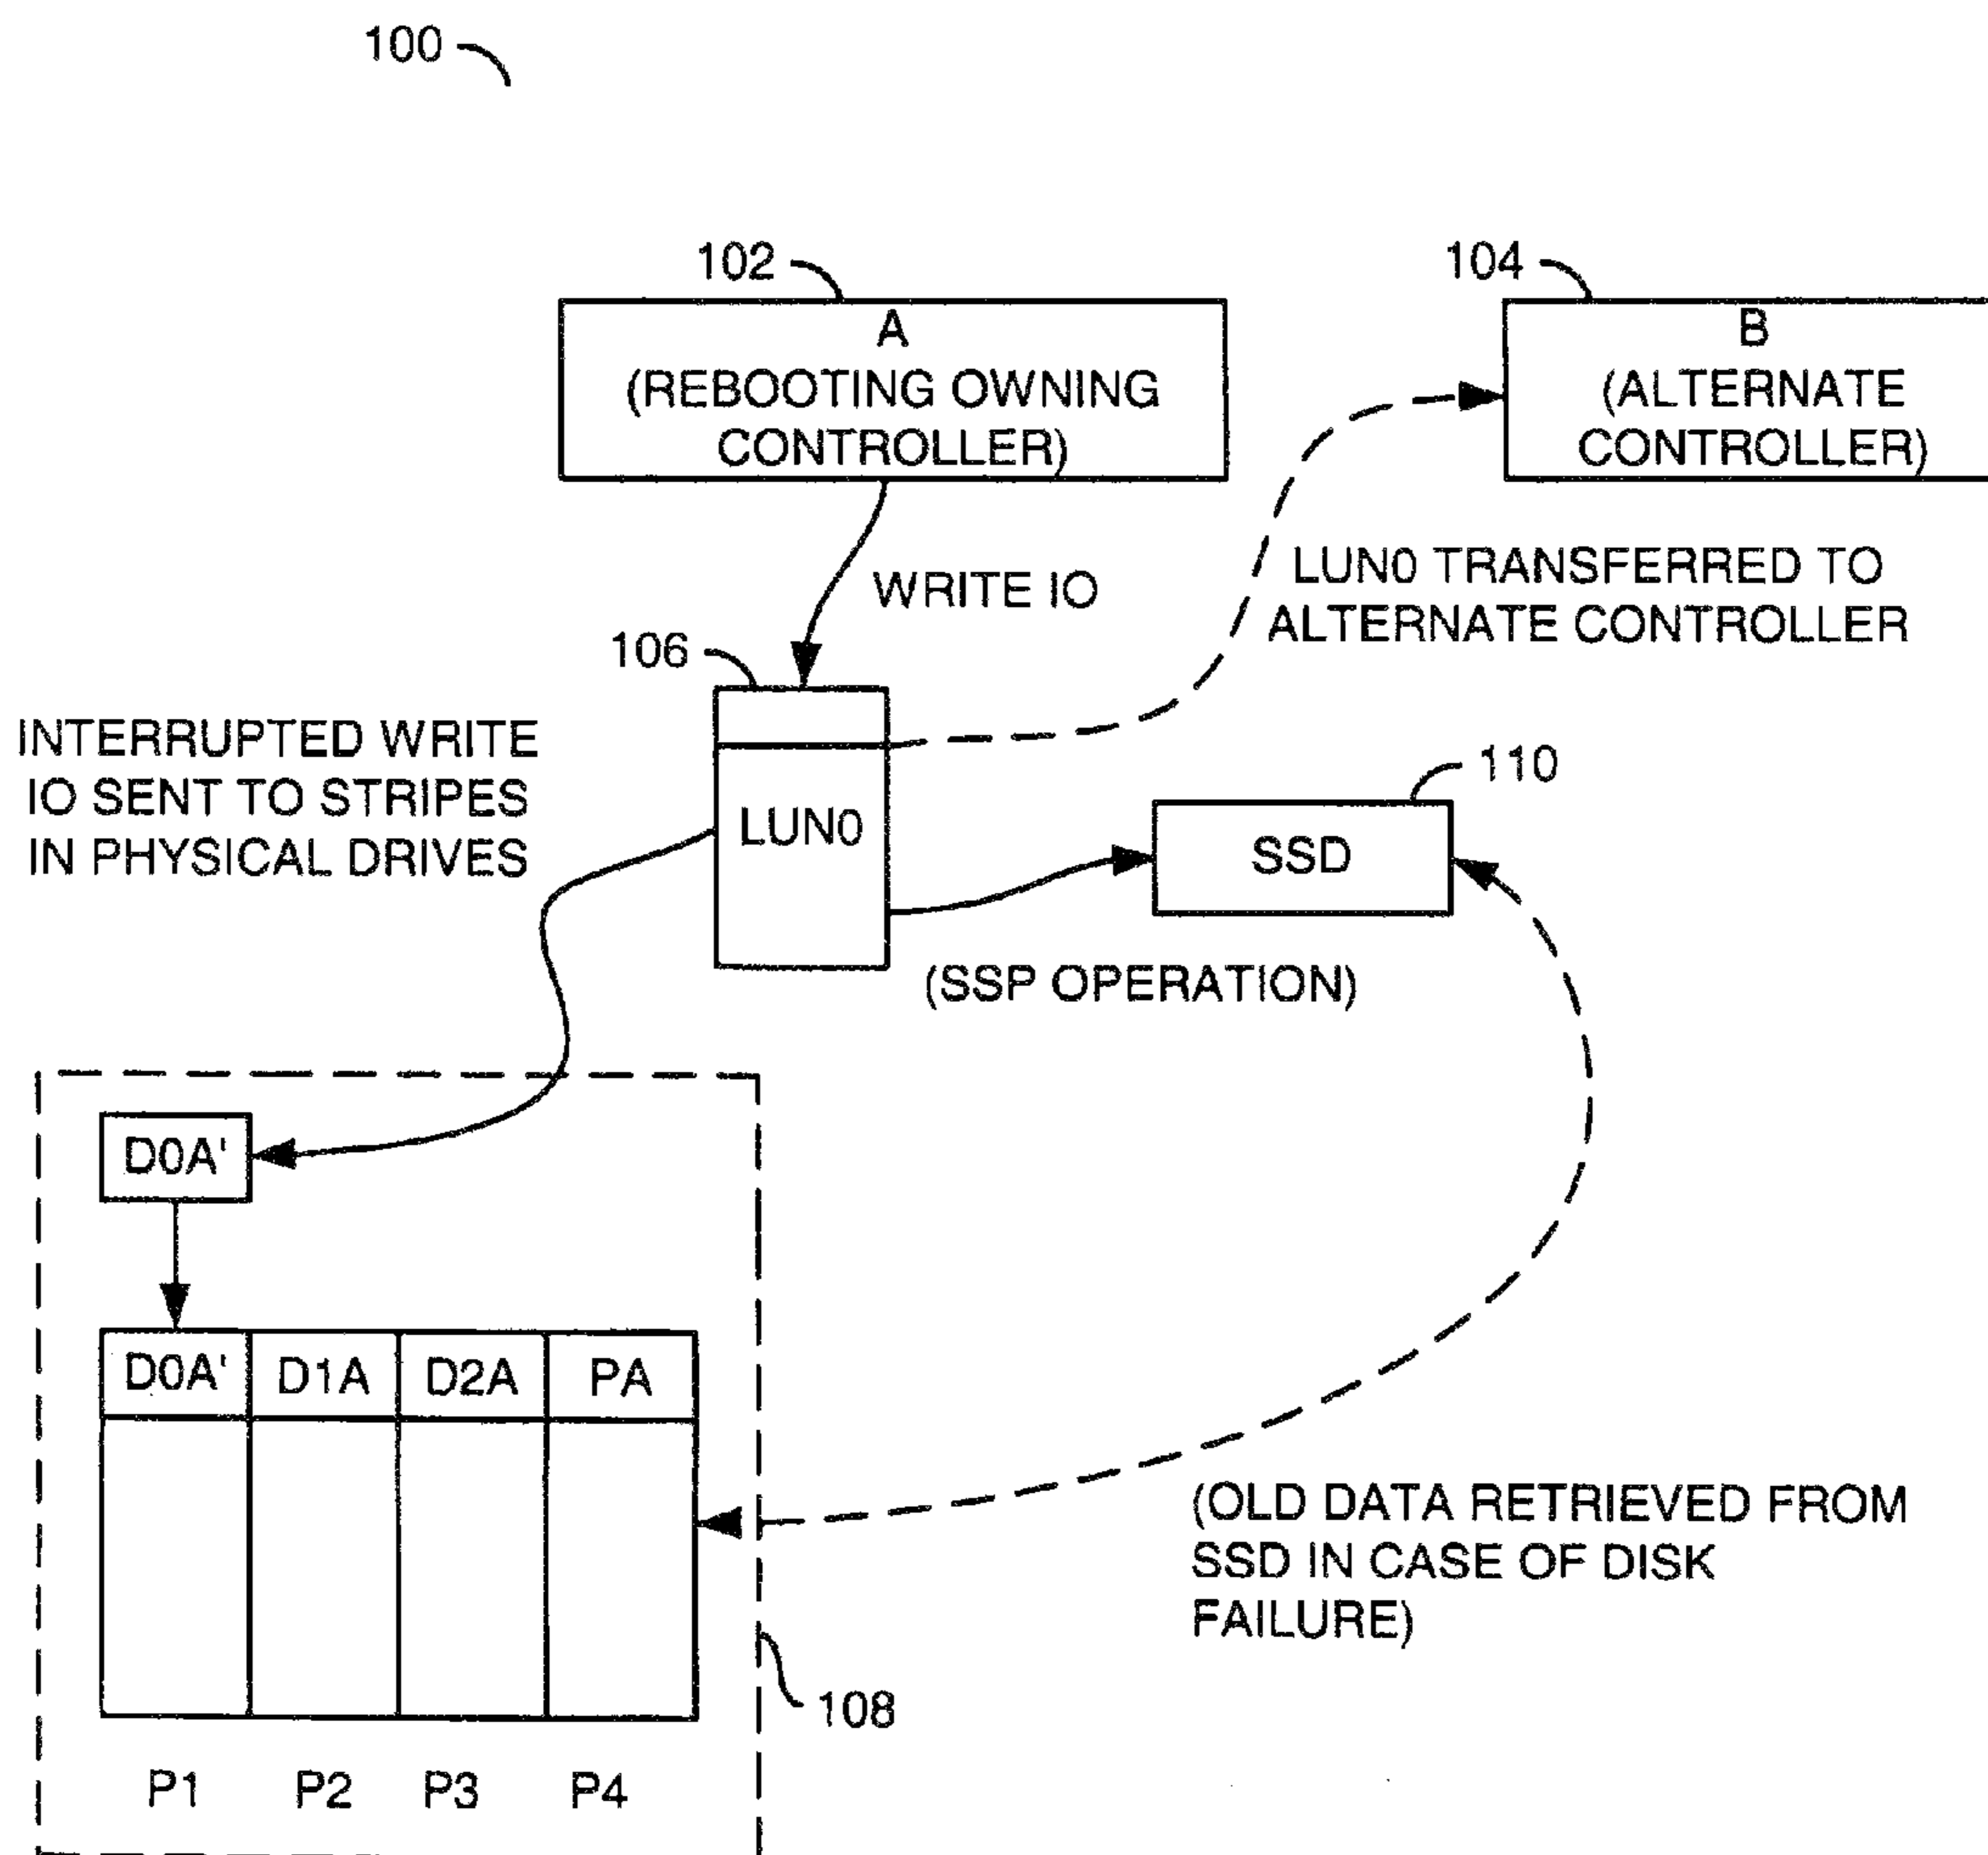 100
102
104
A
(REBOOTING OWNING
CONTROLLER)
B
(ALTERNATE
CONTROLLER)
WRITE IO
LUN0 TRANSFERRED TO
ALTERNATE CONTROLLER
106
INTERRUPTED WRITE
IO SENT TO STRIPES
IN PHYSICAL DRIVES
LUN0
110
SSD
(SSP OPERATION)
D0A'
D0A' D1A D2A PA
(OLD DATA RETRIEVED FROM
SSD IN CASE OF DISK
FAILURE)
108
P1 P2 P3 P4